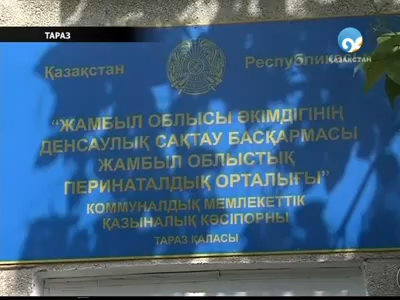 ТАРАЗ
ҚАЗАҚСТАН
Қазақстан Республикасы
"ЖАМБЫЛ ОБЛЫСЫ ӘКІМДІГІНІҢ
ДЕНСАУЛЫҚ САҚТАУ БАСҚАРМАСЫ
ЖАМБЫЛ ОБЛЫСТЫҚ
ПЕРИНАТАЛДЫҚ ОРТАЛЫҒЫ"
КОММУНАЛДЫҚ МЕМЛЕКЕТТІК
ҚАЗЫНАЛЫҚ КӘСІПОРНЫ
ТАРАЗ ҚАЛАСЫ